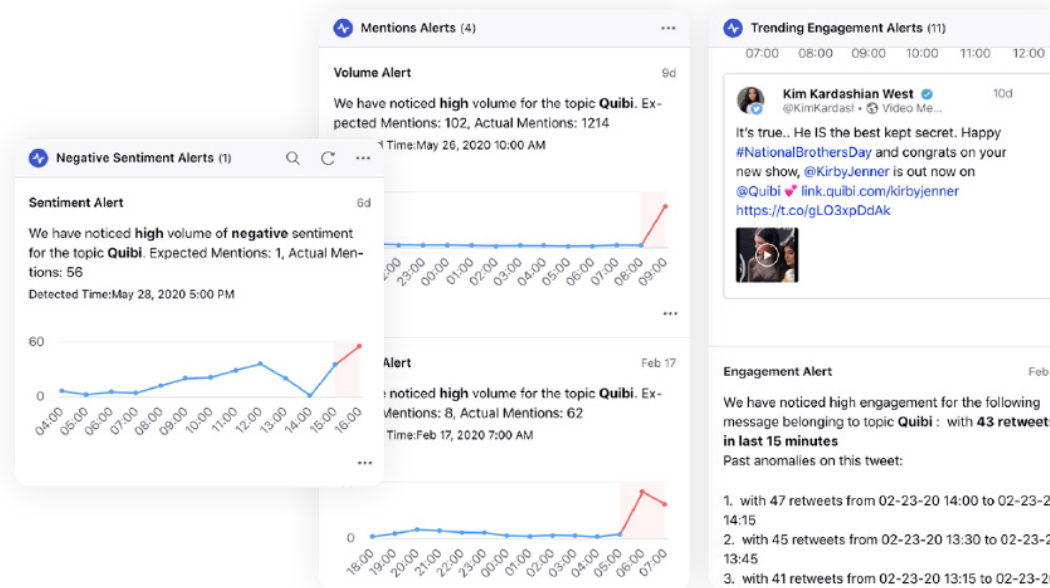 Negative Sentiment Alerts (1)
Sentiment Alert 6d
We have noticed high volume of negative sentiment
for the topic Quibi. Expected Mentions: 1, Actual Men-
tions: 56
Detected Time:May 28, 2020 5:00 PM
60
0
04:00 05:00 06:00 07:00 08:00 09:00 10:00 11:00 12:00 13:00 14:00 15:00 16:00
Mentions Alerts (4)
Volume Alert 9d
We have noticed high volume for the topic Quibi. Ex-
pected Mentions: 102, Actual Mentions: 1214
Time:May 26, 2020 10:00 AM
23:00 00:00 01:00 02:00 03:00 04:00 05:00 06:00 07:00 08:00 09:00
Alert Feb 17
noticed high volume for the topic Quibi. Ex-
Mentions: 8, Actual Mentions: 62
Time:Feb 17, 2020 7:00 AM
0
18:00 19:00 20:00 21:00 22:00 23:00 00:00 01:00 02:00 03:00 04:00 05:00 06:00 07:00
Trending Engagement Alerts (11)
07:00 08:00 09:00 10:00 11:00 12:00
Kim Kardashian West 10d
@KimKardasl • Video Me...
It's true.. He IS the best kept secret. Happy
#NationalBrothersDay and congrats on your
new show, @KirbyJenner is out now on
@Quibi 💕 link.quibi.com/kirbyjenner
https://t.co/gLO3xpDdAk
Engagement Alert Feb
We have noticed high engagement for the following
message belonging to topic Quibi : with 43 retweets
in last 15 minutes
Past anomalies on this tweet:
1. with 47 retweets from 02-23-20 14:00 to 02-23-2
14:15
2. with 45 retweets from 02-23-20 13:30 to 02-23-2
13:45
3. with 41 retweets from 02-23-20 13:15 to 02-23-2